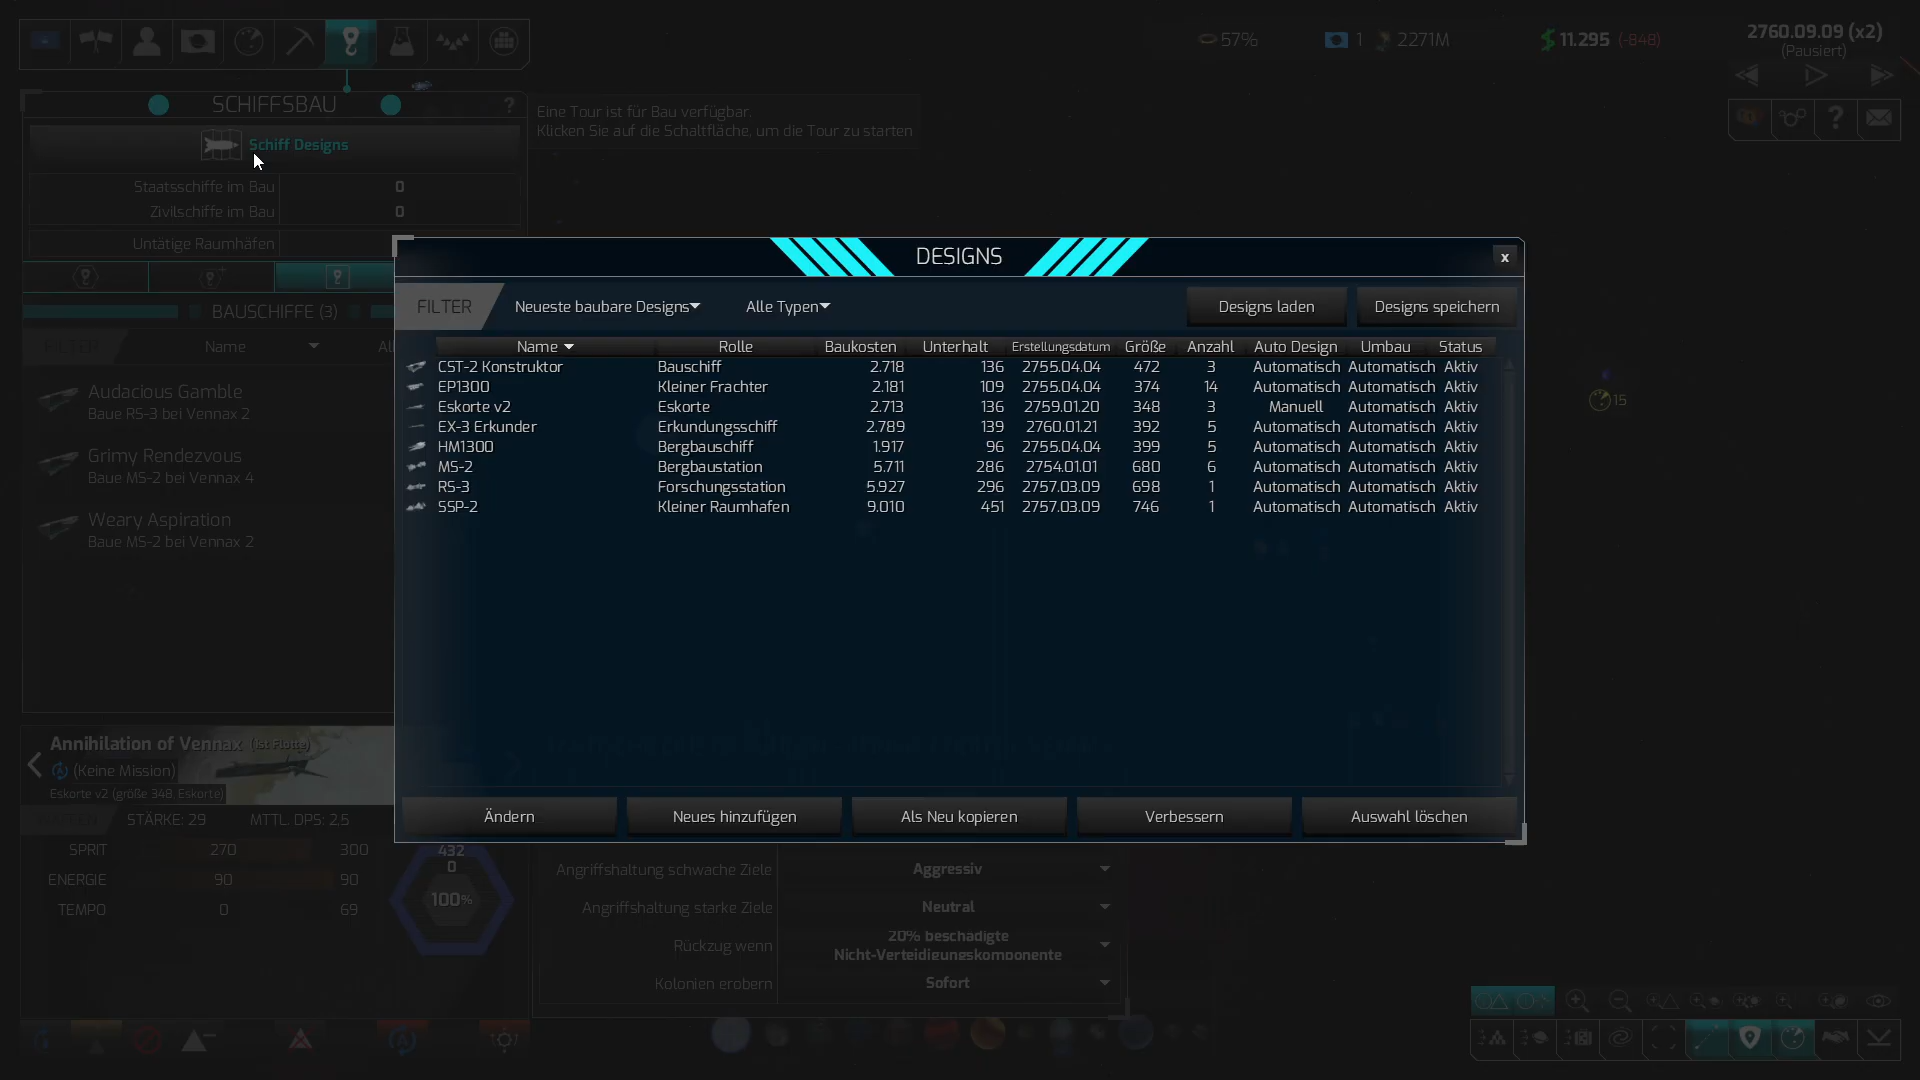 57%
1
2271M
11.295 (-848)
2760.09.09 (x2)
(Pausiert)
SCHIFFSBAU
?
Schiff Designs
Eine Tour ist für Bau verfügbar.
Klicken Sie auf die Schaltfläche, um die Tour zu starten
?
Staatsschiffe im Bau 0
Zivilschiffe im Bau 0
Untätige Raumhäfen
BAUSCHIFFE (3)
FILTER Name
Audacious Gamble
Baue RS-3 bei Vennax 2
Grimy Rendezvous
Baue MS-2 bei Vennax 4
Weary Aspiration
Baue MS-2 bei Vennax 2
DESIGNS
x
FILTER Neueste baubare Designs Alle Typen Designs laden Designs speichern
Name Rolle Baukosten Unterhalt Erstellungsdatum Größe Anzahl Auto Design Umbau Status
CST-2 Konstruktor Bauschiff 2.718 136 2755.04.04 472 3 Automatisch Automatisch Aktiv
EP1300 Kleiner Frachter 2.181 109 2755.04.04 374 14 Automatisch Automatisch Aktiv
Eskorte v2 Eskorte 2.713 136 2759.01.20 348 3 Manuell Automatisch Aktiv
EX-3 Erkunder Erkundungsschiff 2.789 139 2760.01.21 392 5 Automatisch Automatisch Aktiv
HM1300 Bergbauschiff 1.917 96 2755.04.04 399 5 Automatisch Automatisch Aktiv
MS-2 Bergbaustation 5.711 286 2754.01.01 680 6 Automatisch Automatisch Aktiv
RS-3 Forschungsstation 5.927 296 2757.03.09 698 1 Automatisch Automatisch Aktiv
SSP-2 Kleiner Raumhafen 9.010 451 2757.03.09 746 1 Automatisch Automatisch Aktiv
15
Ändern Neues hinzufügen Als Neu kopieren Verbessern Auswahl löschen
Annihilation of Vennax (1st Flotte)
(Keine Mission)
Eskorte v2 (größe 348, Eskorte)
STÄRKE: 29 MTTL. DPS: 2,5
SPRIT 270 300
ENERGIE 90 90
TEMPO 0 69
432
0
100%
Angriffshaltung schwache Ziele Aggressiv
Angriffshaltung starke Ziele Neutral
Rückzug wenn 20% beschädigte
Nicht-Verteidigungskomponente
Kolonien erobern Sofort